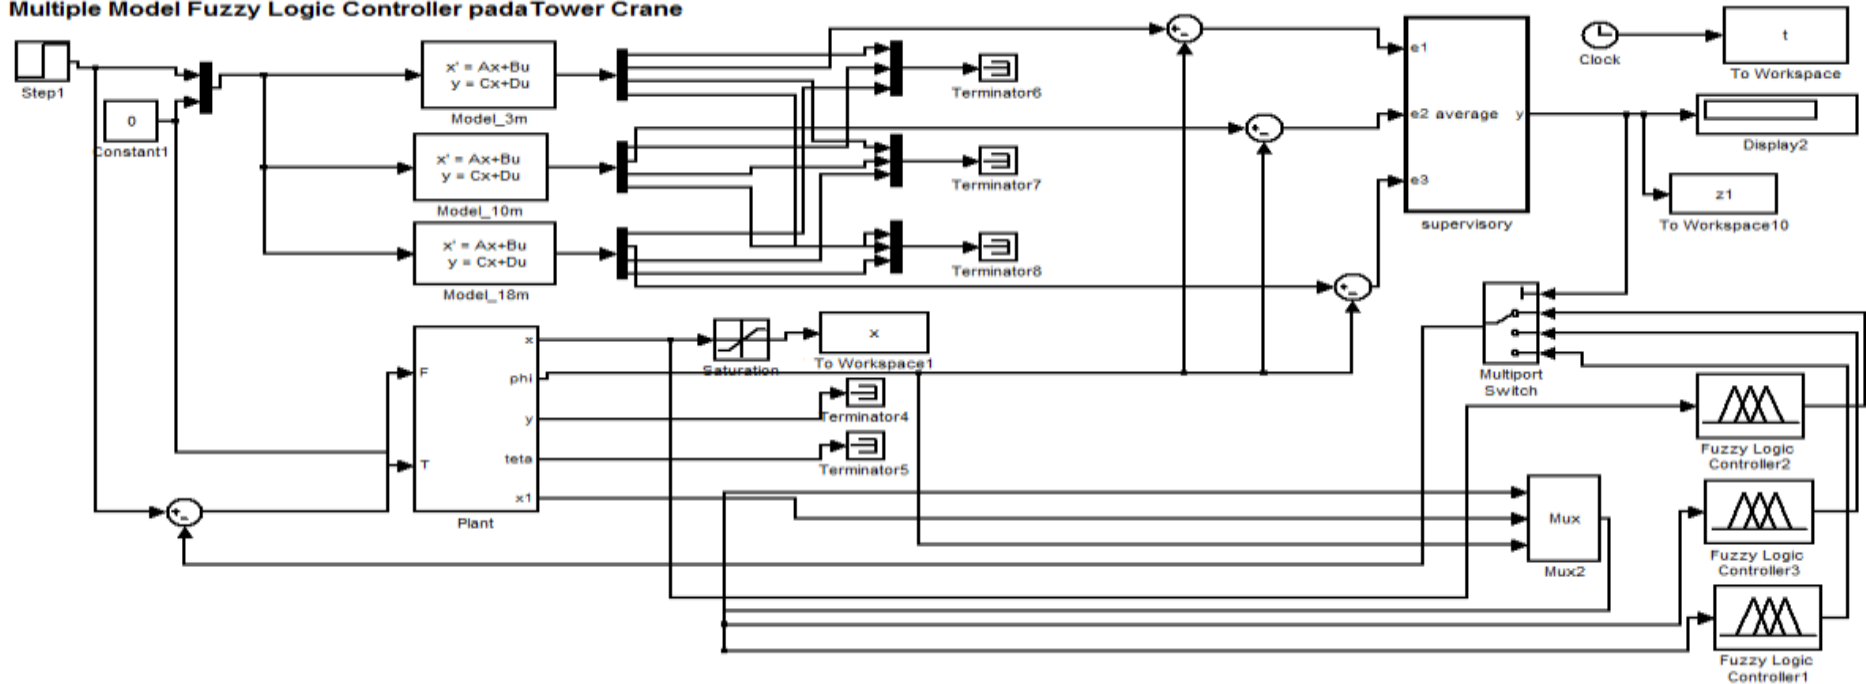 Multiple Model Fuzzy Logic Controller padaTower Crane
Step1
0
Constant1
x' = Ax+Bu
y = Cx+Du
Model_3m
x' = Ax+Bu
y = Cx+Du
Model_10m
x' = Ax+Bu
y = Cx+Du
Model_18m
Terminator6
Terminator7
Terminator8
+
-
+
-
+
-
e1
e2
e3
average
y
supervisory
Clock
t
To Workspace
Display2
z1
To Workspace10
Multiport
Switch
F
T
x
phi
y
teta
x1
Plant
Saturation
x
To Workspace1
Terminator4
Terminator5
+
-
Mux
Mux2
Fuzzy Logic
Controller2
Fuzzy Logic
Controller3
Fuzzy Logic
Controller1